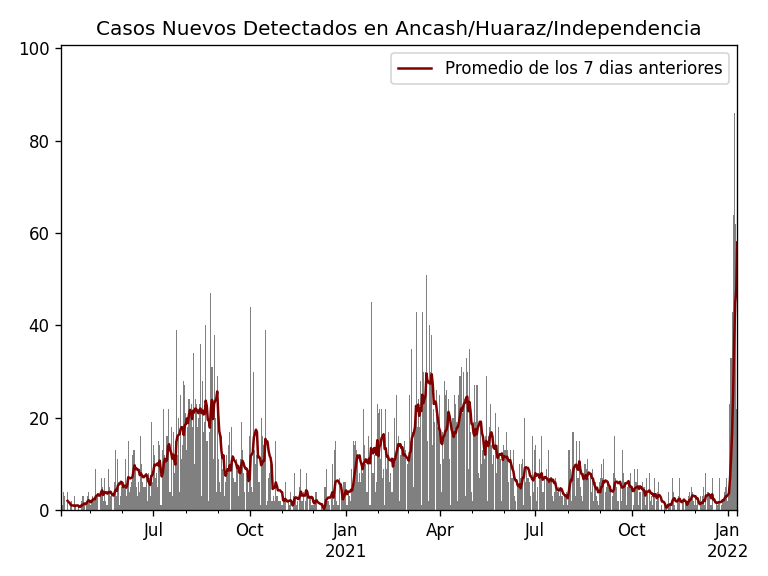 Casos Nuevos Detectados en Ancash/Huaraz/Independencia
Promedio de los 7 dias anteriores
100
80
60
40
20
0
Jul
Oct
Jan
2021
Apr
Jul
Oct
Jan
2022